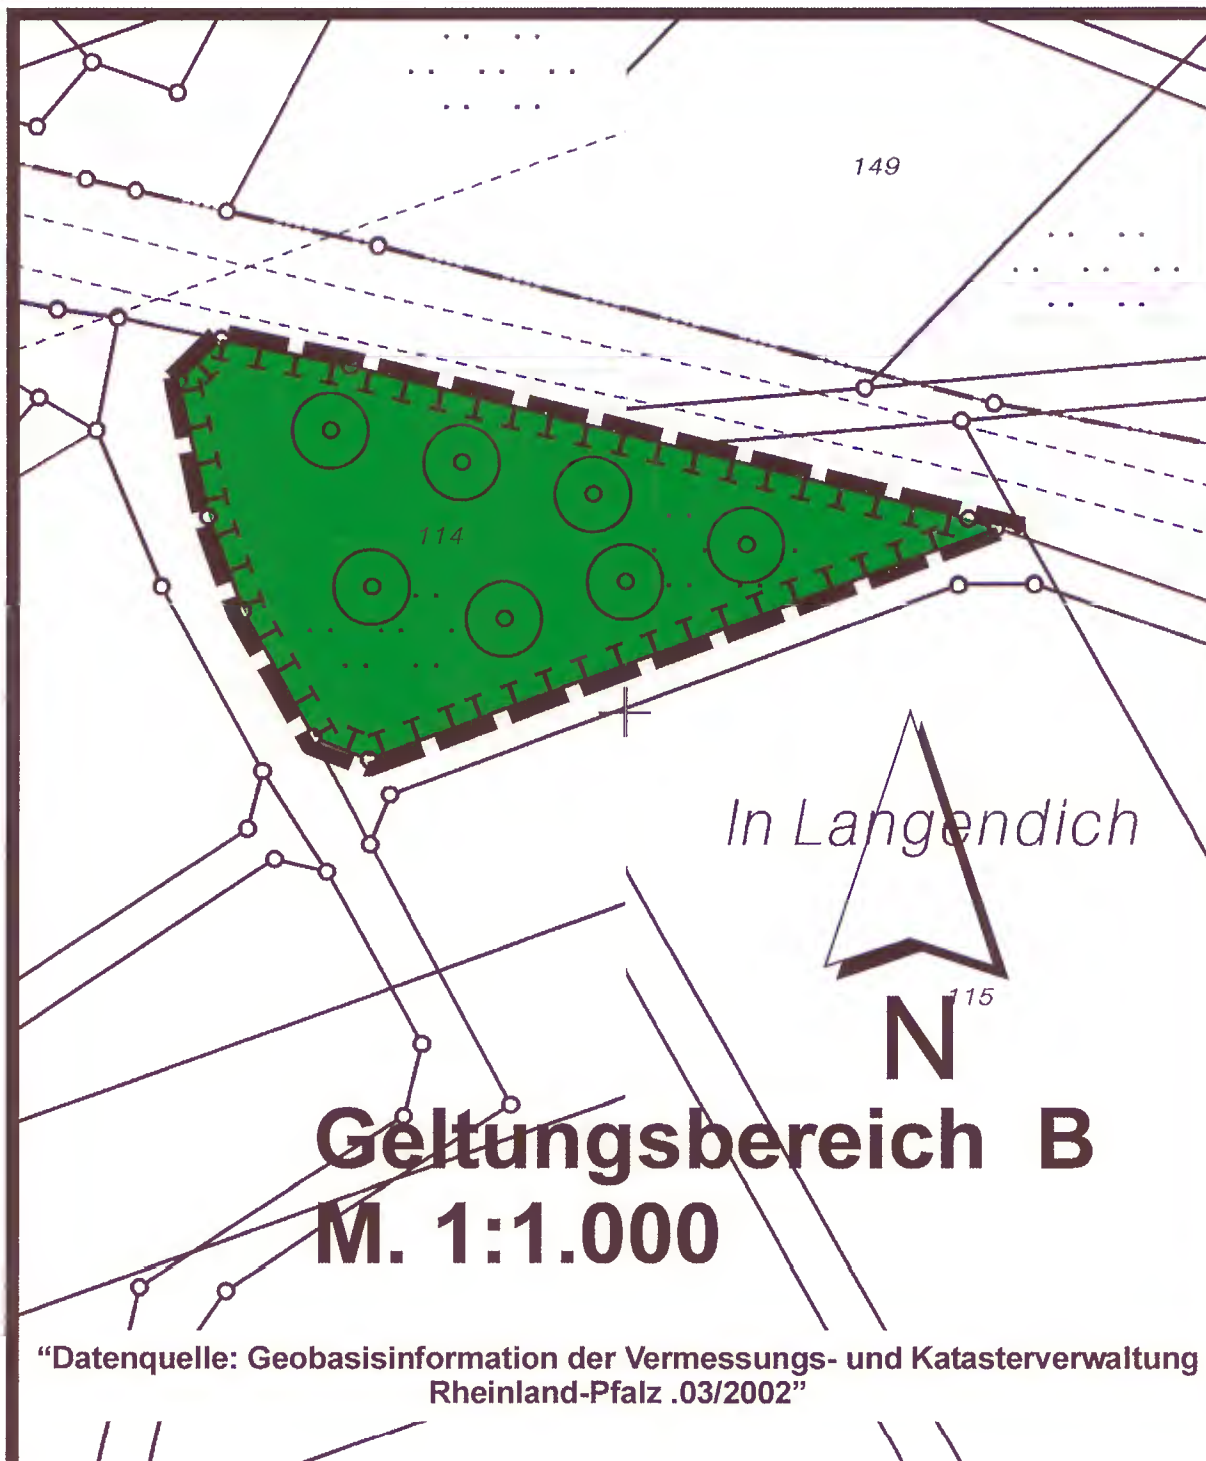 149
114
In Langendich
115
N
Geltungsbereich B
M. 1:1.000
“Datenquelle: Geobasisinformation der Vermessungs- und Katasterverwaltung
Rheinland-Pfalz .03/2002”